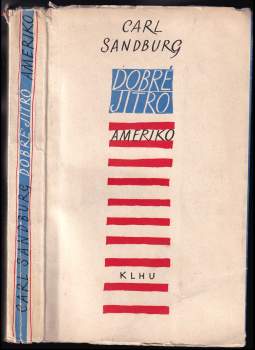 CARL
SANDBURG
DOBRÉ
JITRO
AMERIKO
KLHU
CARL SANDBURG DOBRÉ JITRO AMERIKO